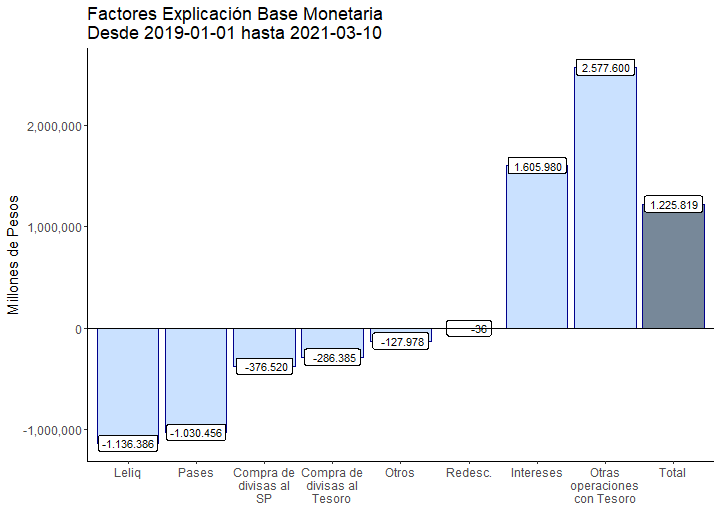 Factores Explicación Base Monetaria
Desde 2019-01-01 hasta 2021-03-10
Millones de Pesos
2,000,000
1,000,000
0
-1,000,000
-1.136.386
-1.030.456
-376.520
-286.385
-127.978
-36
1.605.980
2.577.600
1.225.819
Leliq
Pases
Compra de
divisas al
SP
Compra de
divisas al
Tesoro
Otros
Redesc.
Intereses
Otras
operaciones
con Tesoro
Total